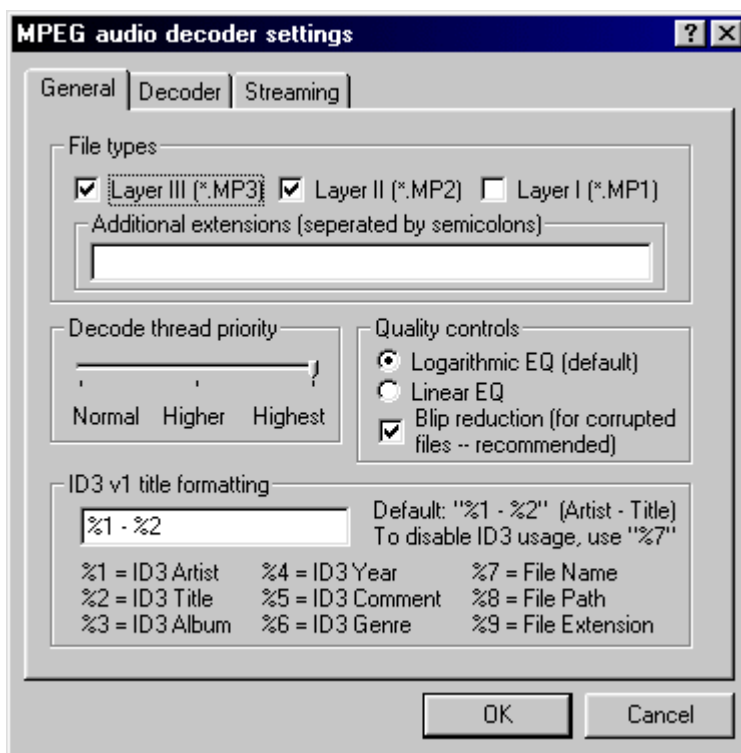 MPEG audio decoder settings
General Decoder Streaming
File types
Layer III (*.MP3) Layer II (*.MP2) Layer I (*.MP1)
Additional extensions (seperated by semicolons)
Decode thread priority
Normal Higher Highest
Quality controls
Logarithmic EQ (default)
Linear EQ
Blip reduction (for corrupted
files -- recommended)
ID3 v1 title formatting
%1 - %2
Default: "%1 - %2" (Artist - Title)
To disable ID3 usage, use "%7"
%1 = ID3 Artist %4 = ID3 Year %7 = File Name
%2 = ID3 Title %5 = ID3 Comment %8 = File Path
%3 = ID3 Album %6 = ID3 Genre %9 = File Extension
OK Cancel